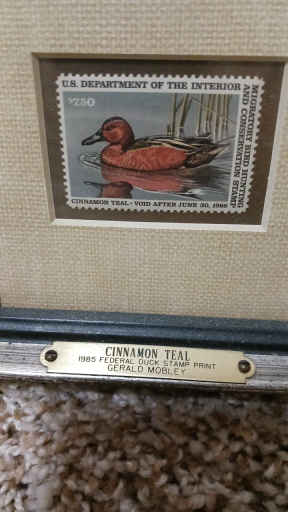 U.S. DEPARTMENT OF THE INTERIOR
$7.50
MIGRATORY BIRD HUNTING
AND CONSERVATION STAMP
CINNAMON TEAL - VOID AFTER JUNE 30, 1986
CINNAMON TEAL
1985 FEDERAL DUCK STAMP PRINT
GERALD MOBLEY